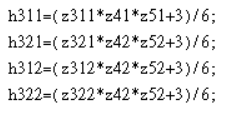 h311=(z311*z41*z51+3)/6;
h321=(z321*z42*z52+3)/6;
h312=(z312*z42*z52+3)/6;
h322=(z322*z42*z52+3)/6;